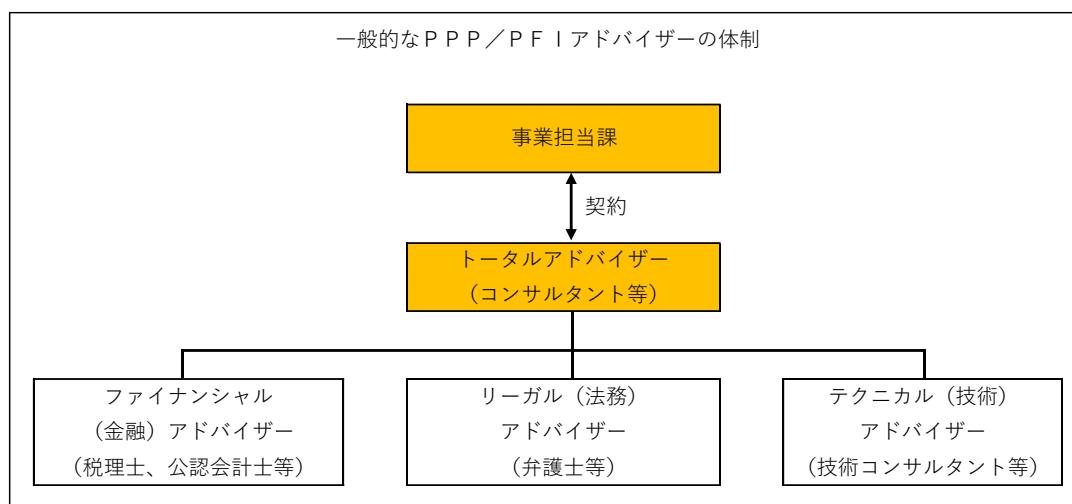 一般的なＰＰＰ／ＰＦＩアドバイザーの体制
事業担当課
契約
トータルアドバイザー
（コンサルタント等）
ファイナンシャル
（金融）アドバイザー
（税理士、公認会計士等）
リーガル（法務）
アドバイザー
（弁護士等）
テクニカル（技術）
アドバイザー
（技術コンサルタント等）